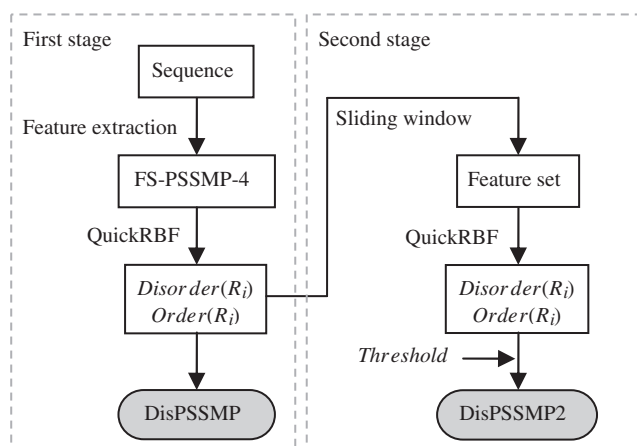 First stage
Sequence
Feature extraction
FS-PSSMP-4
QuickRBF
Disorder(Ri)
Order(Ri)
DisPSSMP
Second stage
Sliding window
Feature set
QuickRBF
Disorder(Ri)
Order(Ri)
Threshold
DisPSSMP2